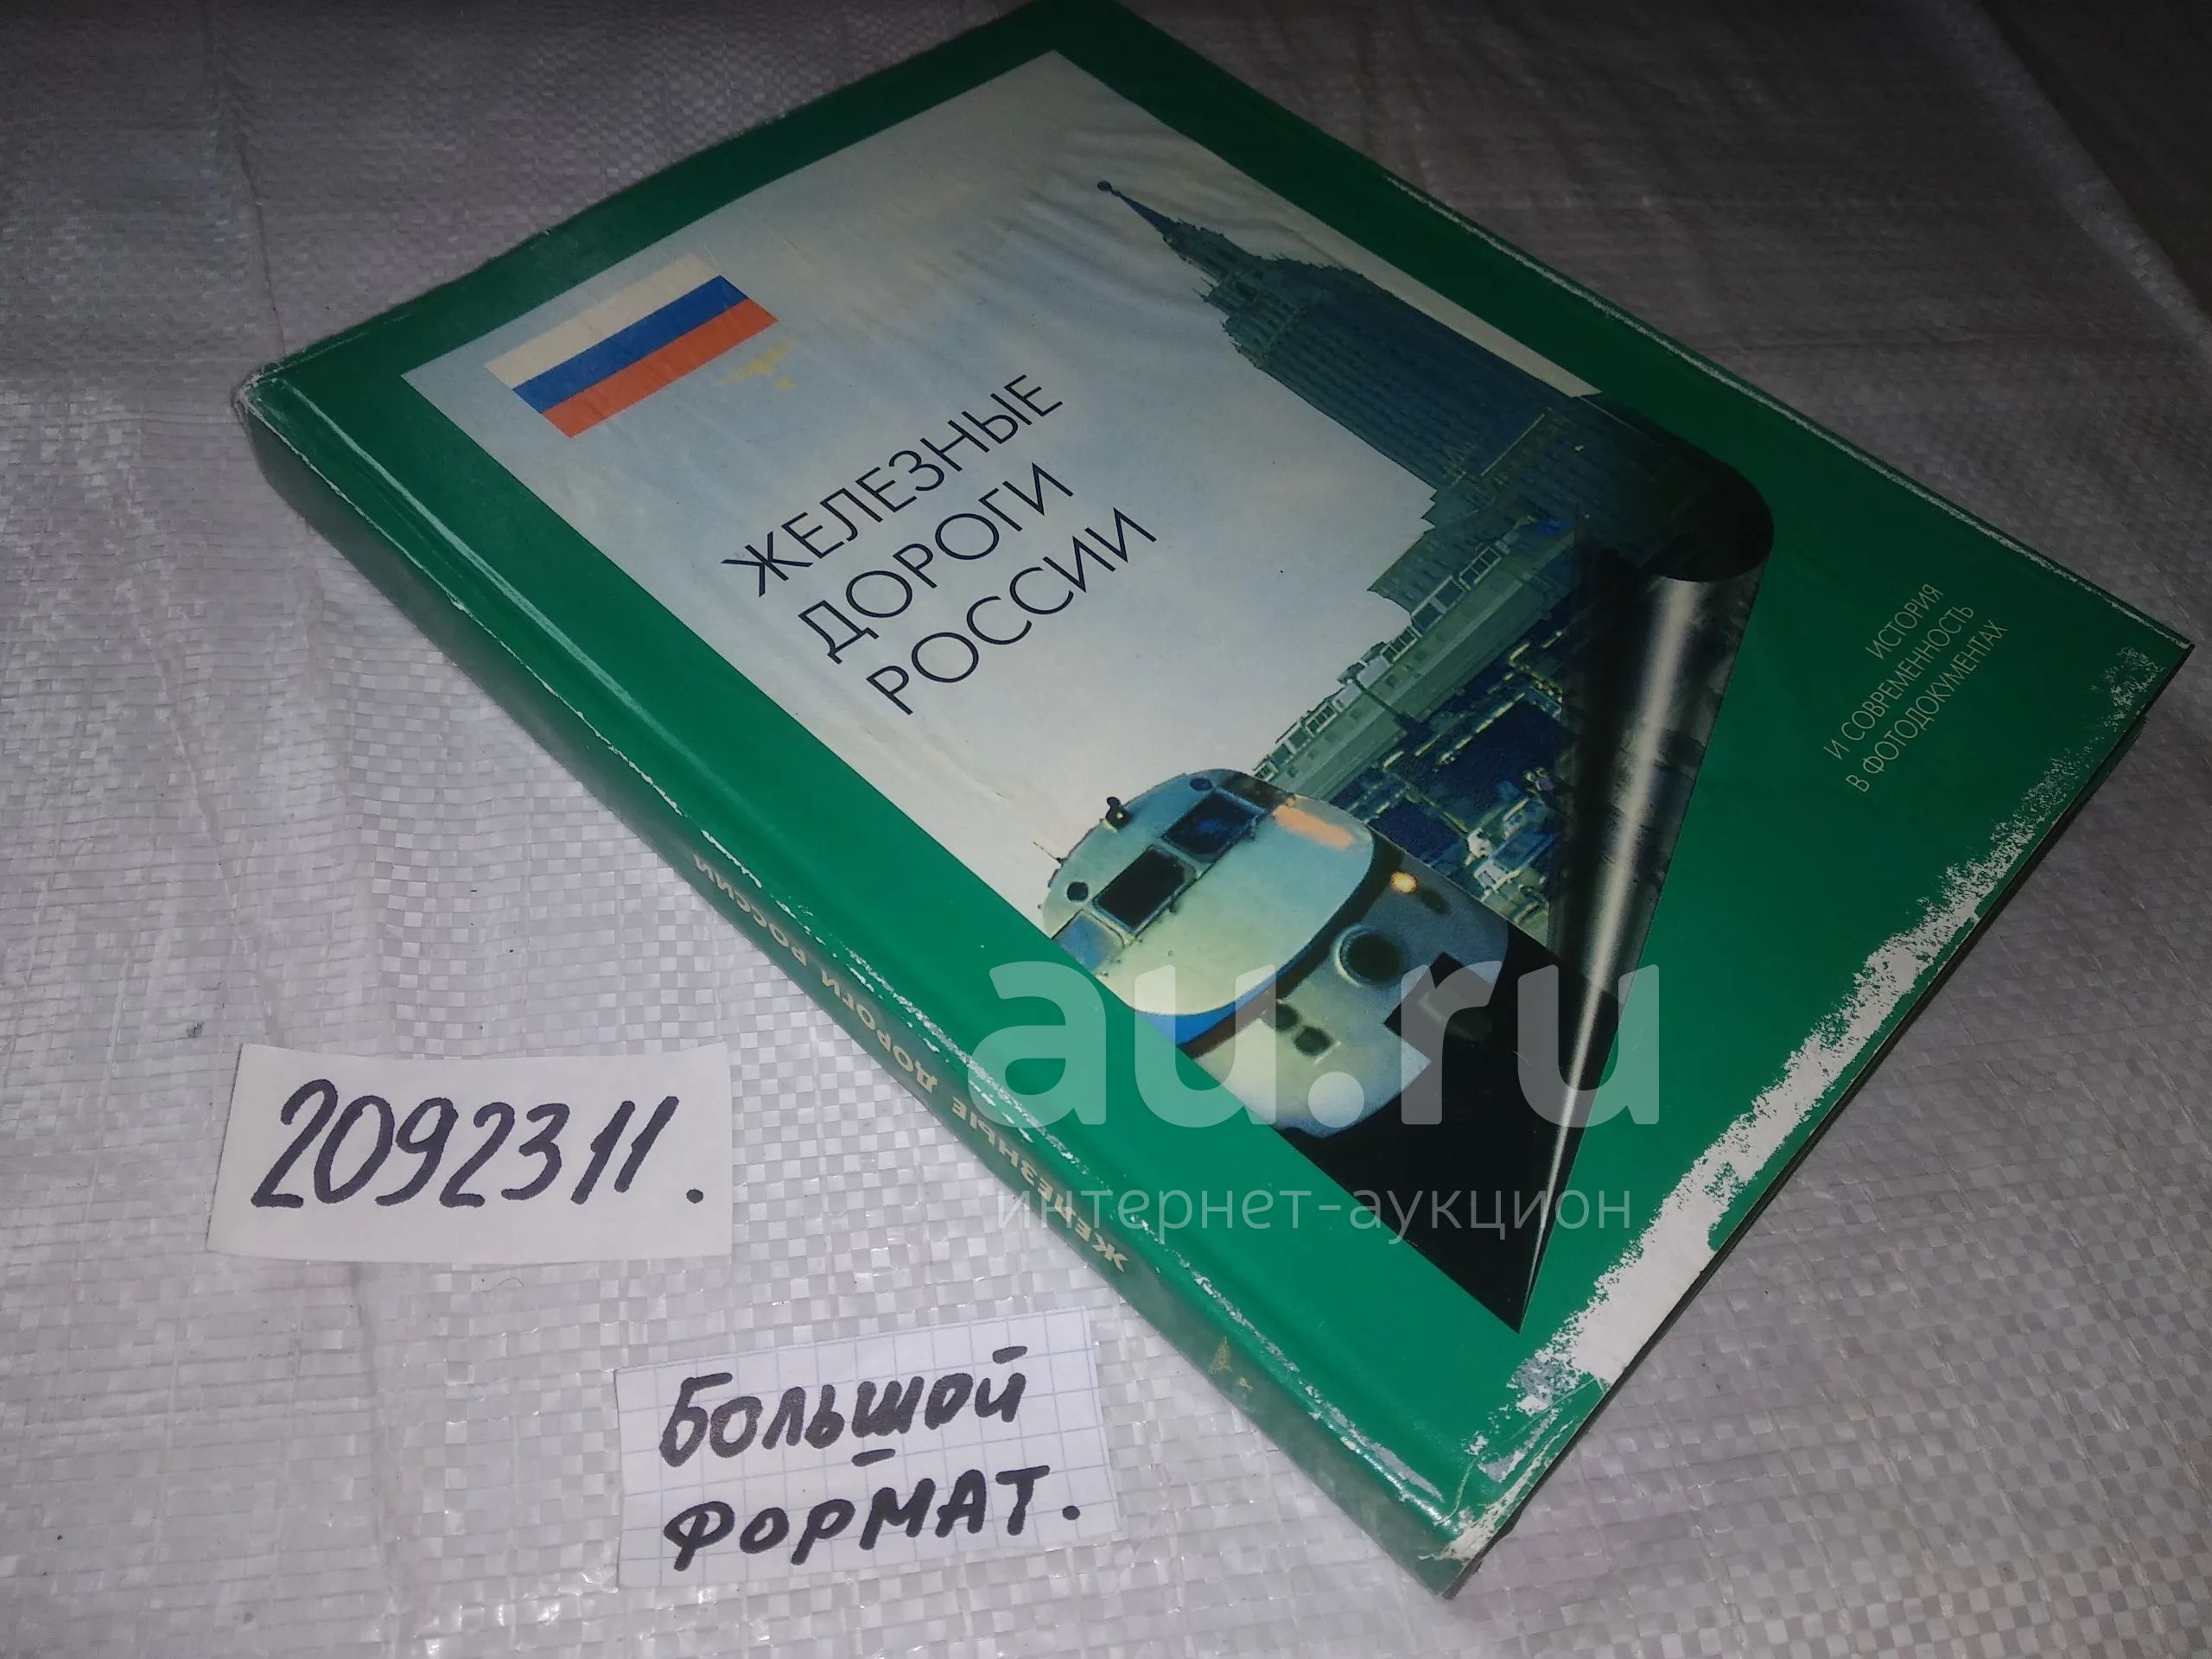 ЖЕЛЕЗНЫЕ
ДОРОГИ
РОССИИ
ИСТОРИЯ
И СОВРЕМЕННОСТЬ
В ФОТОДОКУМЕНТАХ
ЖЕЛЕЗНЫЕ ДОРОГИ РОССИИ
au.ru
интернет-аукцион
2092311.
Большой
формат.